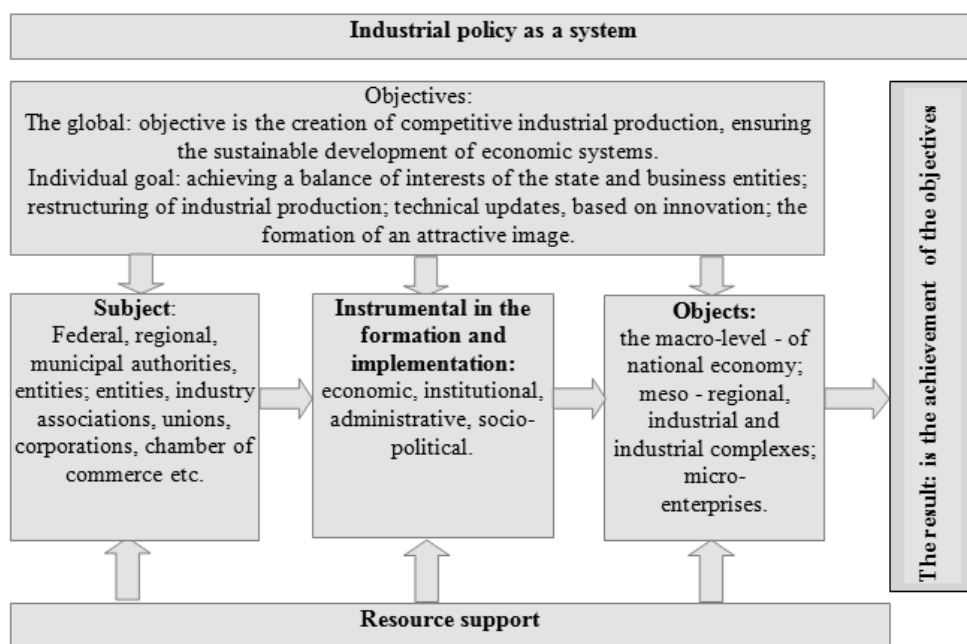 Industrial policy as a system
Objectives:
The global: objective is the creation of competitive industrial production, ensuring
the sustainable development of economic systems.
Individual goal: achieving a balance of interests of the state and business entities;
restructuring of industrial production; technical updates, based on innovation; the
formation of an attractive image.
Subject:
Federal, regional,
municipal authorities,
entities; entities, industry
associations, unions,
corporations, chamber of
commerce etc.
Instrumental in the
formation and
implementation:
economic, institutional,
administrative, socio-
political.
Objects:
the macro-level - of
national economy;
meso - regional,
industrial and
industrial complexes;
micro-
enterprises.
The result: is the achievement of the objectives
Resource support